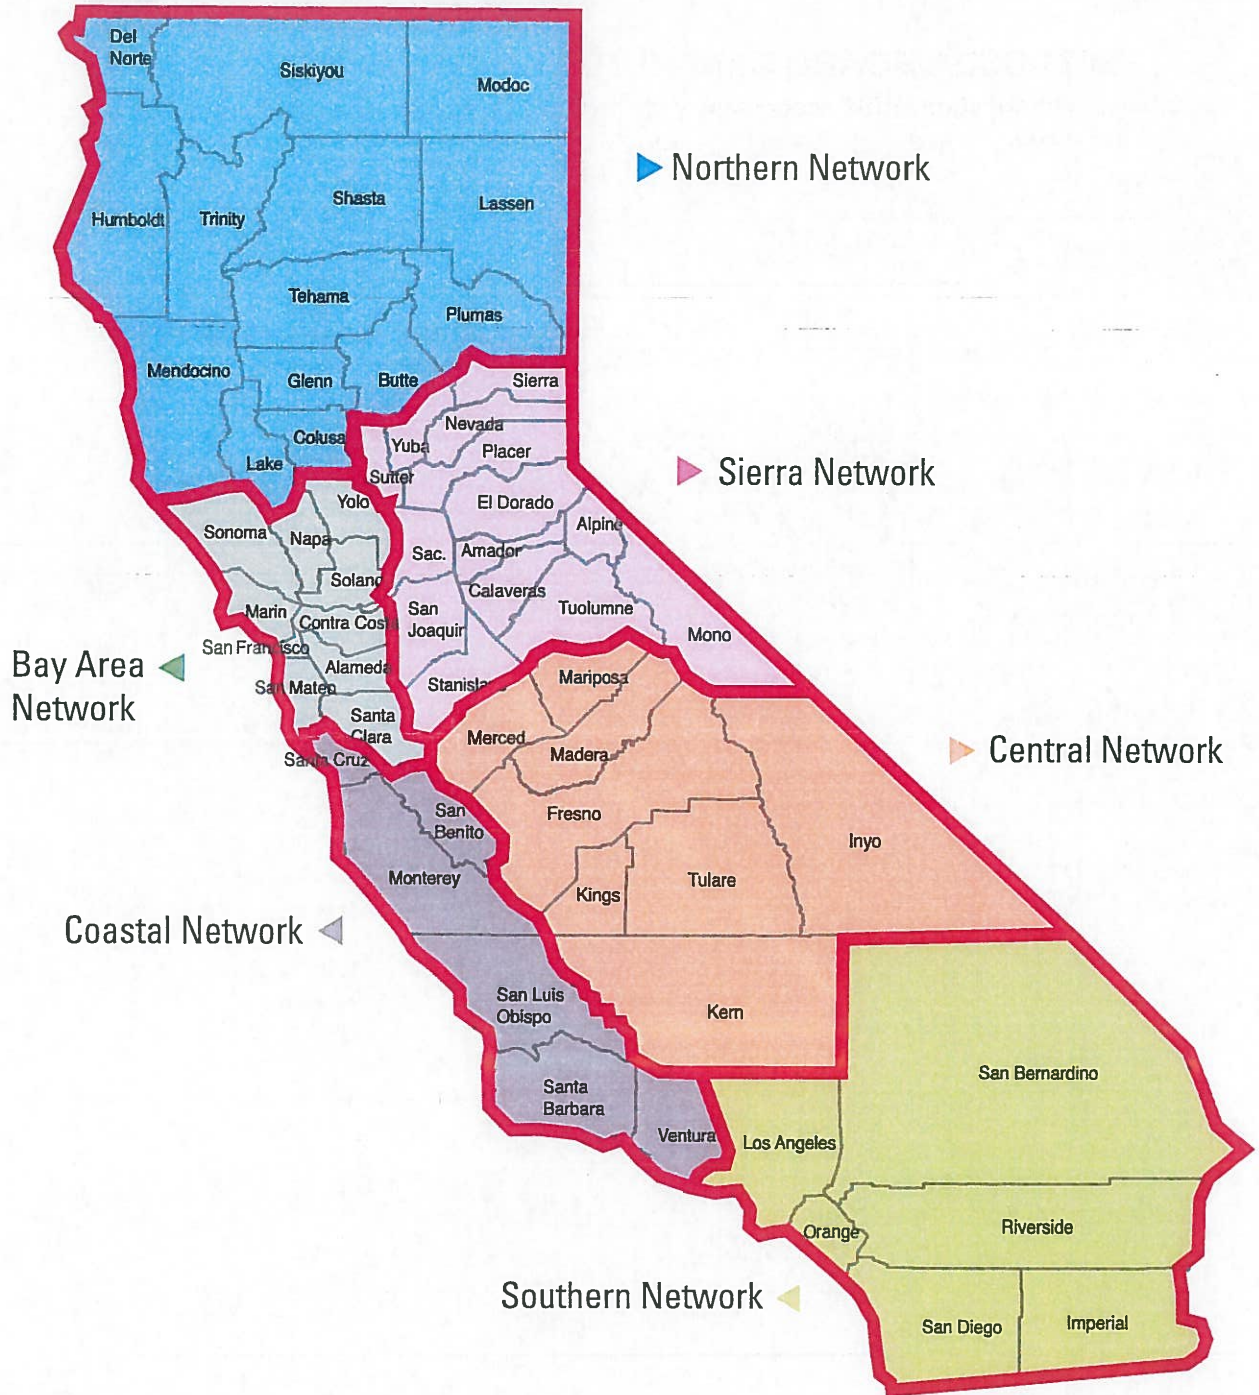 Del
Norte
Siskiyou
Modoc
Northern Network
Humboldt
Trinity
Shasta
Lassen
Tehama
Plumas
Mendocino
Glenn
Butte
Sierra
Colusa
Nevada
Yuba
Placer
Lake
Sutter
Sierra Network
Yolo
El Dorado
Alpine
Sonoma
Napa
Sac.
Amador
Solano
Calaveras
Marin
Contra Costa
San
Joaquin
Tuolumne
Mono
San Francisco
Bay Area
Network
Alameda
San Mateo
Stanislaus
Mariposa
Santa
Clara
Merced
Madera
Central Network
Santa Cruz
San
Benito
Fresno
Inyo
Monterey
Kings
Tulare
Coastal Network
San Luis
Obispo
Kern
San Bernardino
Santa
Barbara
Ventura
Los Angeles
Orange
Riverside
Southern Network
San Diego
Imperial